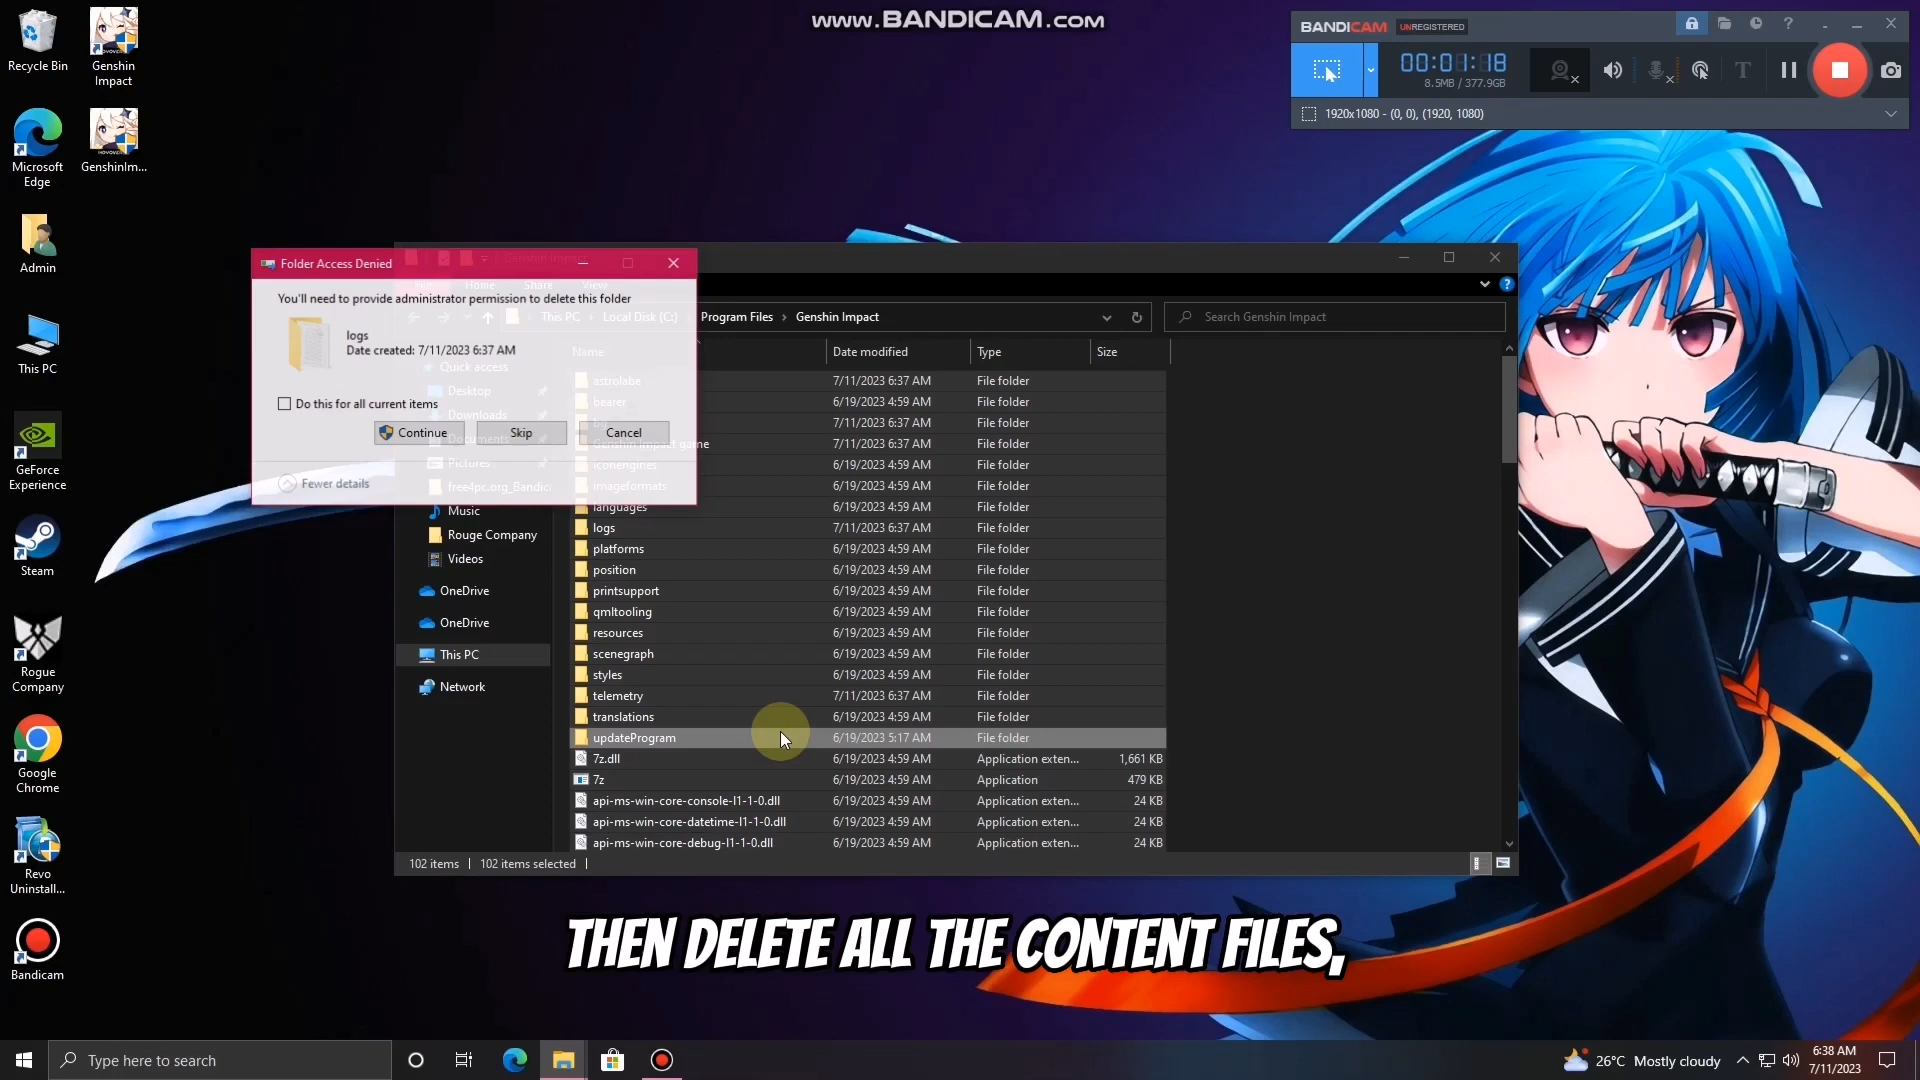 www.BANDICAM.com
BANDICAM UNREGISTERED
00:01:18
8.5MB / 377.9GB
1920x1080 - (0, 0), (1920, 1080)
Recycle Bin
Genshin
Impact
Microsoft
Edge
GenshinIm...
Admin
This PC
GeForce
Experience
Steam
Rogue
Company
Google
Chrome
Revo
Uninstall...
Bandicam
Folder Access Denied
You'll need to provide administrator permission to delete this folder
logs
Date created: 7/11/2023 6:37 AM
Do this for all current items
Continue Skip Cancel
Fewer details
Home Share View
This PC › Local Disk (C:) › Program Files › Genshin Impact
Search Genshin Impact
Quick access
Desktop
Downloads
Documents
Pictures
free4pc.org_Bandic
Music
Rouge Company
Videos
OneDrive
OneDrive
This PC
Network
Name Date modified Type Size
astrolabe 7/11/2023 6:37 AM File folder
bearer 6/19/2023 4:59 AM File folder
7/11/2023 6:37 AM File folder
Genshin Impact game 7/11/2023 6:37 AM File folder
iconengines 6/19/2023 4:59 AM File folder
imageformats 6/19/2023 4:59 AM File folder
languages 6/19/2023 4:59 AM File folder
logs 7/11/2023 6:37 AM File folder
platforms 6/19/2023 4:59 AM File folder
position 6/19/2023 4:59 AM File folder
printsupport 6/19/2023 4:59 AM File folder
qmltooling 6/19/2023 4:59 AM File folder
resources 6/19/2023 4:59 AM File folder
scenegraph 6/19/2023 4:59 AM File folder
styles 6/19/2023 4:59 AM File folder
telemetry 7/11/2023 6:37 AM File folder
translations 6/19/2023 4:59 AM File folder
updateProgram 6/19/2023 5:17 AM File folder
7z.dll 6/19/2023 4:59 AM Application exten... 1,661 KB
7z 6/19/2023 4:59 AM Application 479 KB
api-ms-win-core-console-l1-1-0.dll 6/19/2023 4:59 AM Application exten... 24 KB
api-ms-win-core-datetime-l1-1-0.dll 6/19/2023 4:59 AM Application exten... 24 KB
api-ms-win-core-debug-l1-1-0.dll 6/19/2023 4:59 AM Application exten... 24 KB
102 items 102 items selected
THEN DELETE ALL THE CONTENT FILES,
Type here to search
26°C Mostly cloudy
6:38 AM
7/11/2023